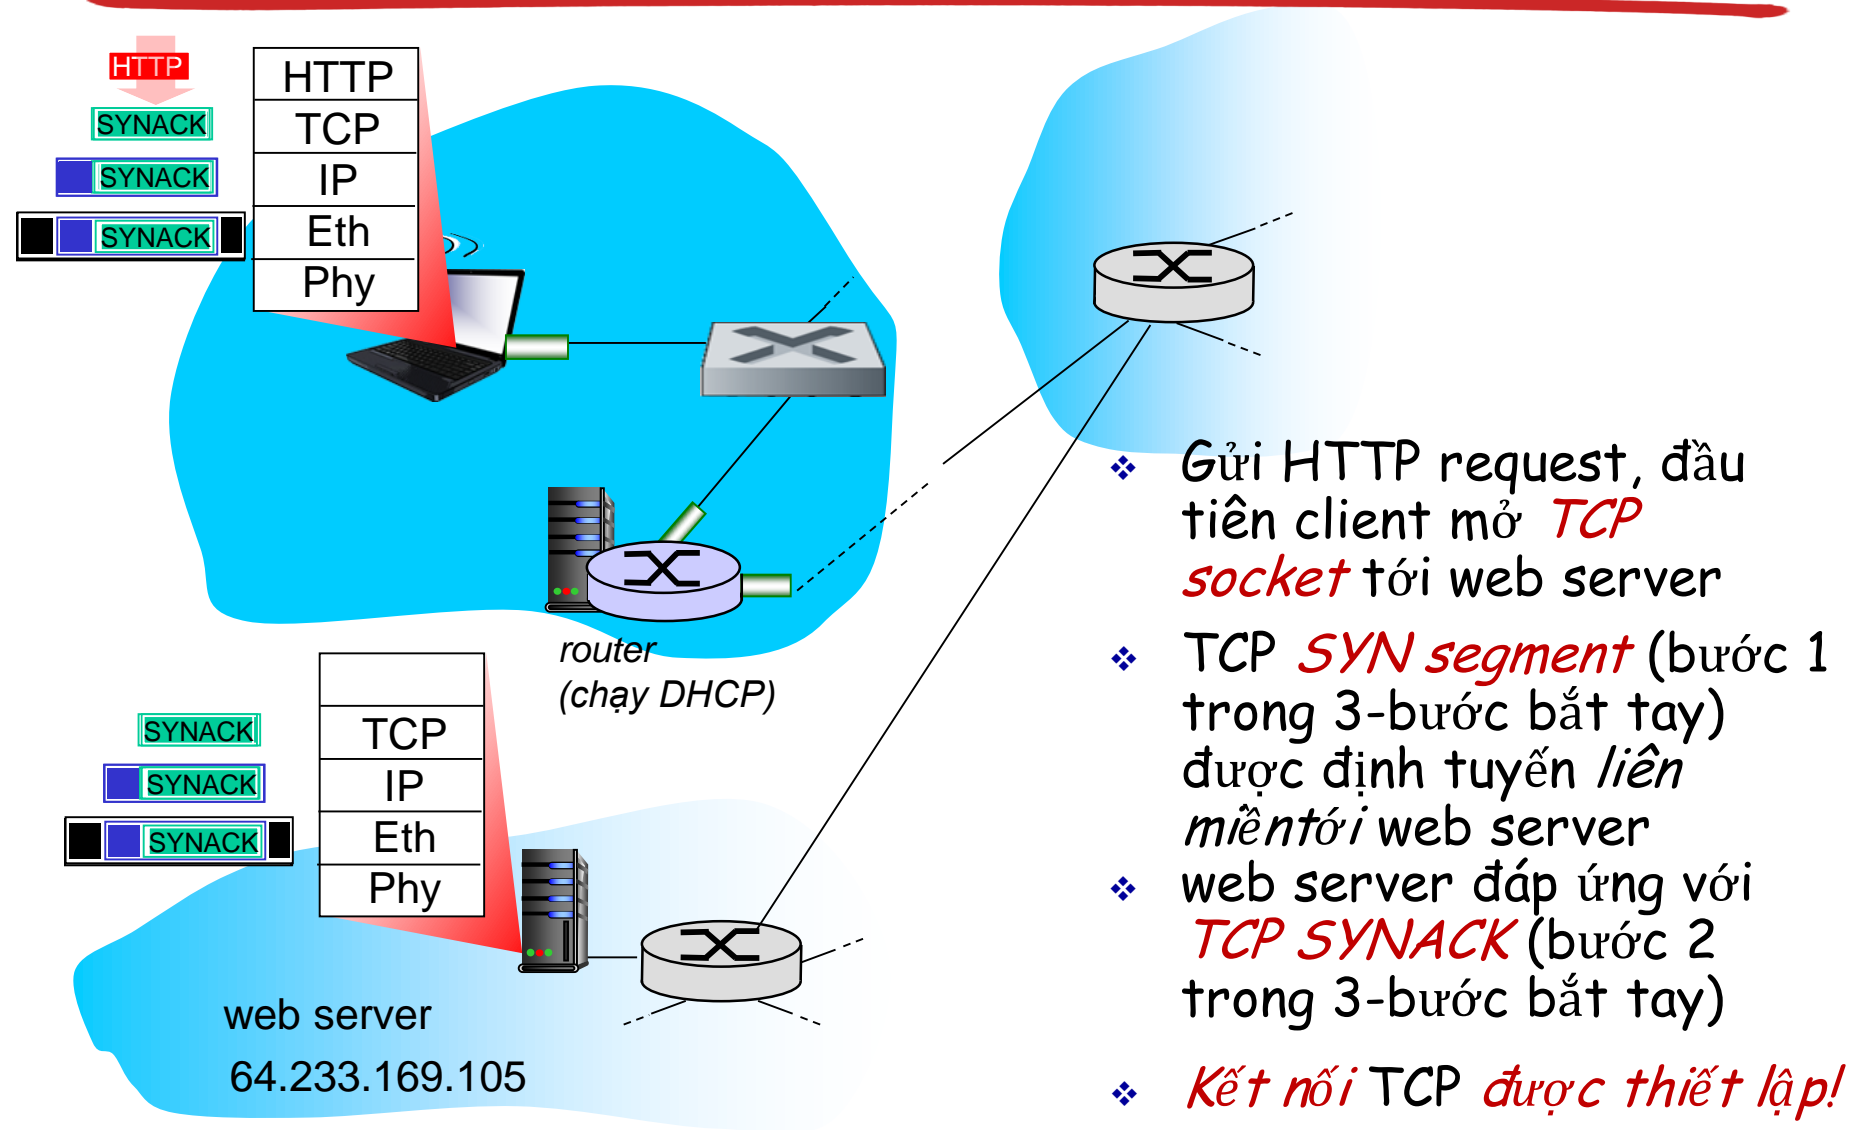 HTTP
SYNACK
SYNACK
SYNACK
HTTP
TCP
IP
Eth
Phy
router
(chạy DHCP)
SYNACK
SYNACK
SYNACK
TCP
IP
Eth
Phy
web server
64.233.169.105
Gửi HTTP request, đầu
tiên client mở TCP
socket tới web server
TCP SYN segment (bước 1
trong 3-bước bắt tay)
được định tuyến liên
miềntới web server
web server đáp ứng với
TCP SYNACK (bước 2
trong 3-bước bắt tay)
Kết nối TCP được thiết lập!